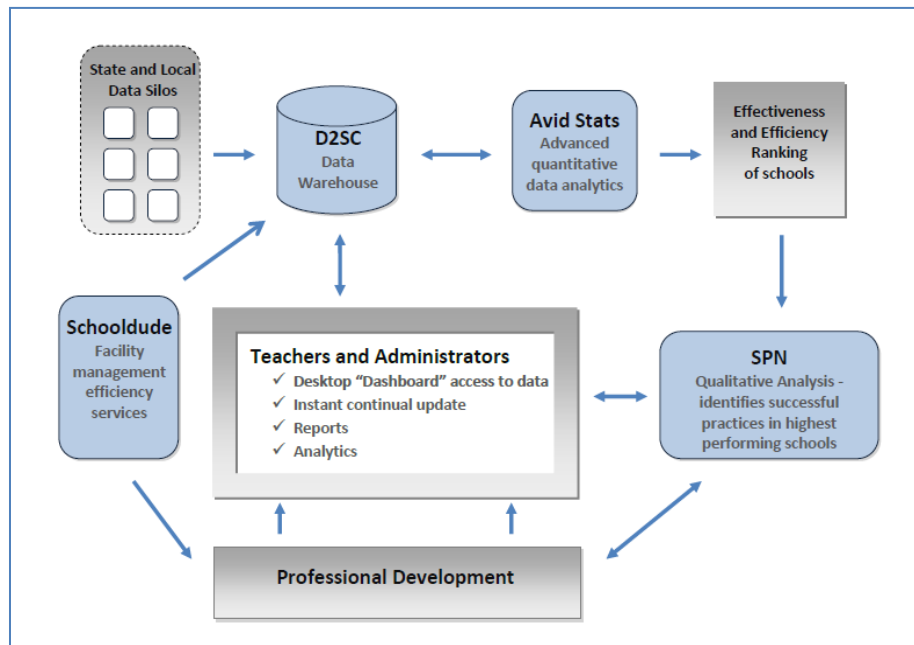 State and Local
Data Silos
D2SC
Data
Warehouse
Avid Stats
Advanced
quantitative
data analytics
Effectiveness
and Efficiency
Ranking
of schools
Schooldude
Facility
management
efficiency
services
Teachers and Administrators
✓ Desktop “Dashboard” access to data
✓ Instant continual update
✓ Reports
✓ Analytics
SPN
Qualitative Analysis -
identifies successful
practices in highest
performing schools
Professional Development